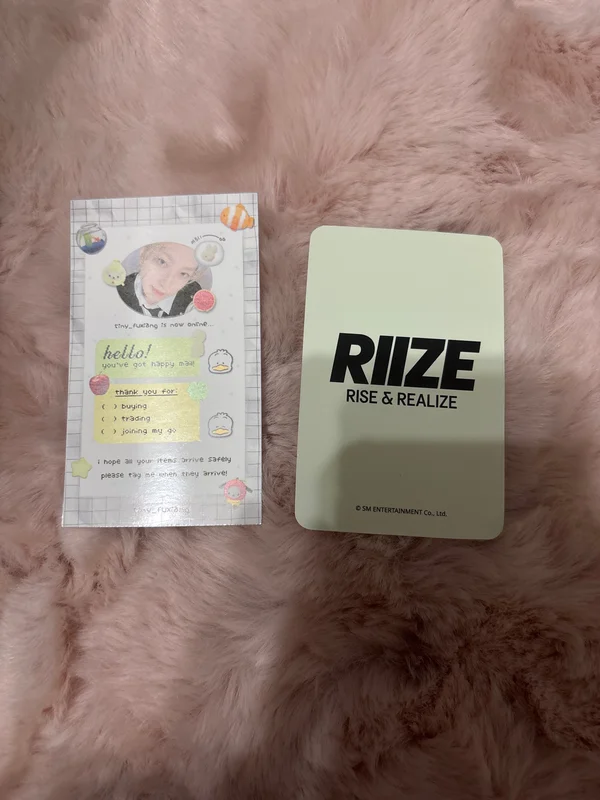 tiny_fuxiang is now online...
hello!
you've got happy mail
thank you for:
( ) buying
( ) trading
( ) joining my go
i hope all your items arrive safely
please tag me when they arrive!
tiny_fuxiang
RIIZE
RISE & REALIZE
© SM ENTERTAINMENT Co., Ltd.